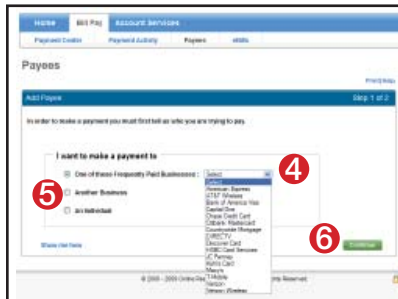 Home Bill Pay Account Services
Payment Center Payment Activity Payees eBills
Payees
Print | Help
Add Payee Step 1 of 2
In order to make a payment you must first tell us who you are trying to pay.
I want to make a payment to
One of these Frequently Paid Businesses : Select
4
Select
American Express
AT&T Wireless
5
Another Business
Bank of America Visa
Capital One
An Individual
Chase Credit Card
Citibank Mastercard
Countrywide Mortgage
DIRECTV
6
Discover Card
Show me how
HSBC Card Services
Continue
JC Penney
Kohl's Card
Macy's
T-Mobile
© 2000 - 2009 Online Rights Reserved.
Verizon
Verizon Wireless